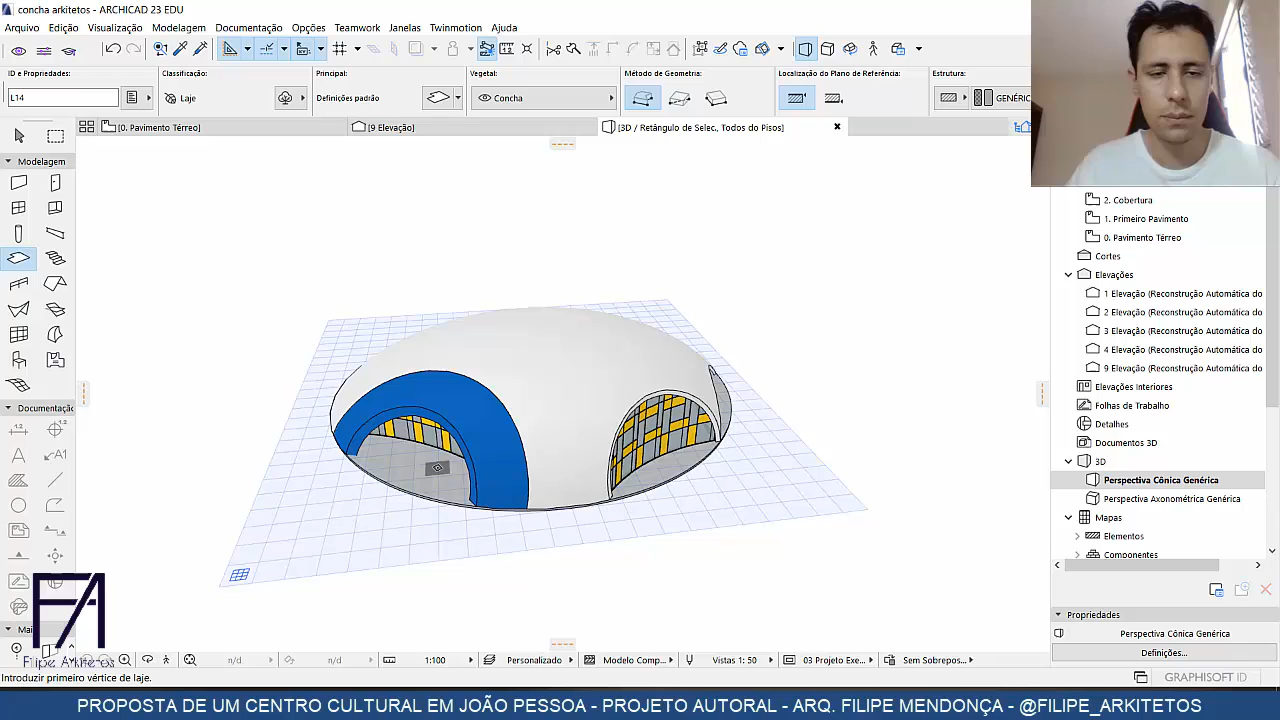 concha arkitetos - ARCHICAD 23 EDU
Arquivo Edição Visualização Modelagem Documentação Opções Teamwork Janelas Twinmotion Ajuda
ID e Propriedades: Classificação: Principal: Vegetal: Método de Geometria: Localização do Plano de Referência: Estrutura:
L14 Laje Definições padrão Concha GENÉRIC
[0. Pavimento Térreo] [9 Elevação] [3D / Retângulo de Selec., Todos do Pisos]
Modelagem
2. Cobertura
1. Primeiro Pavimento
0. Pavimento Térreo
Cortes
Elevações
1 Elevação (Reconstrução Automática do
2 Elevação (Reconstrução Automática do
3 Elevação (Reconstrução Automática do
4 Elevação (Reconstrução Automática do
9 Elevação (Reconstrução Automática do
Elevações Interiores
Folhas de Trabalho
Documentaçã
Detalhes
Documentos 3D
3D
Perspectiva Cônica Genérica
Perspectiva Axonométrica Genérica
Mapas
Elementos
Componentes
FA
Filipe Arkitetos
Mai
Propriedades
Perspectiva Cônica Genérica
Definições...
n/d n/d 1:100 Personalizado Modelo Comp... Vistas 1: 50 03 Projeto Exe... Sem Sobrepos...
Introduzir primeiro vértice de laje.
GRAPHISOFT ID
PROPOSTA DE UM CENTRO CULTURAL EM JOÃO PESSOA - PROJETO AUTORAL - ARQ. FILIPE MENDONÇA - @FILIPE_ARKITETOS